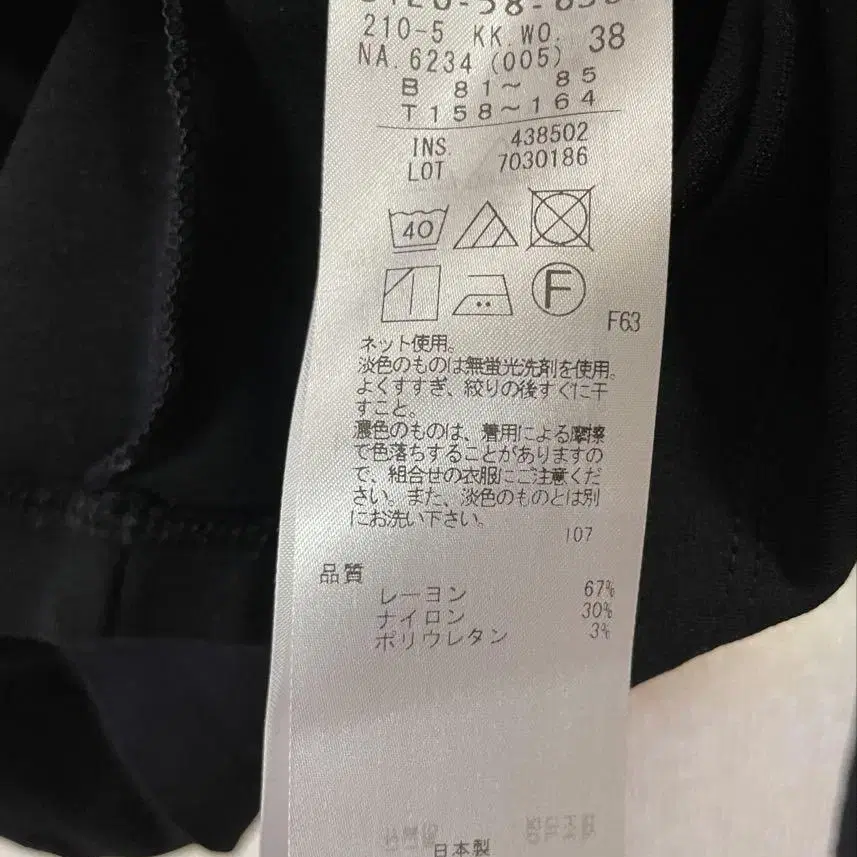 210-5 KK.WO. 38
NA.6234 (005)
B 81～ 85
T158～164
INS. 438502
LOT 7030186
40
F
F63
ネット使用。
淡色のものは無蛍光洗剤を使用。
よくすすぎ、絞りの後すぐに干
すこと。
濃色のものは、着用による摩擦
で色落ちすることがありますの
で、組合せの衣服にご注意くだ
さい。また、淡色のものとは別
にお洗い下さい。
107
品質
レーヨン 67%
ナイロン 30%
ポリウレタン 3%
日本製